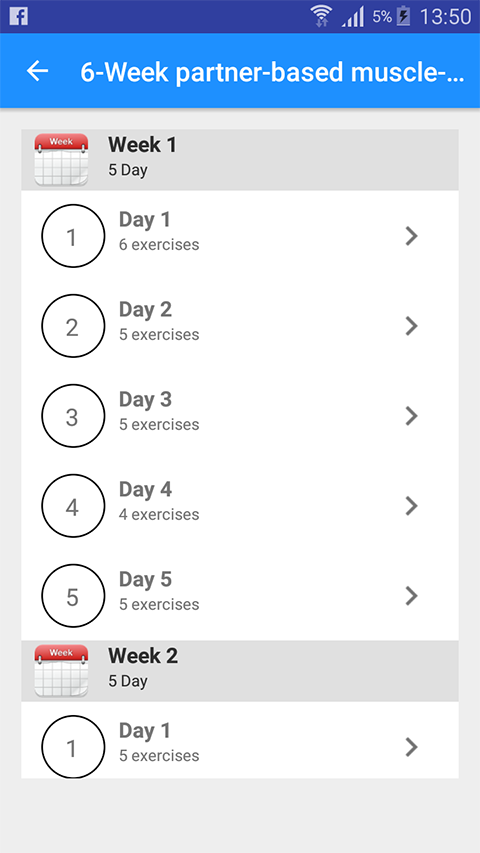 5% 13:50
6-Week partner-based muscle-...
Week
Week 1
5 Day
1
Day 1
6 exercises
2
Day 2
5 exercises
3
Day 3
5 exercises
4
Day 4
4 exercises
5
Day 5
5 exercises
Week
Week 2
5 Day
1
Day 1
5 exercises